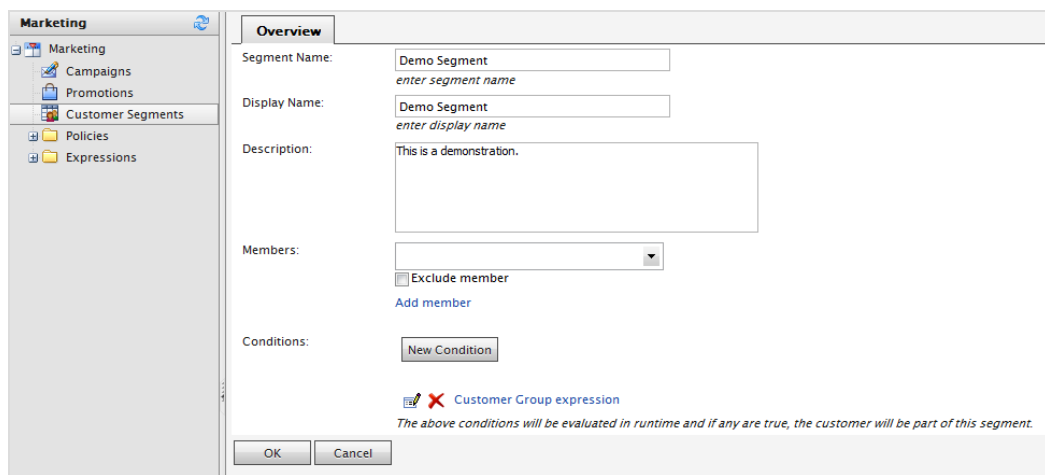 Marketing
Marketing
Campaigns
Promotions
Customer Segments
Policies
Expressions
Overview
Segment Name:
Demo Segment
enter segment name
Display Name:
Demo Segment
enter display name
Description:
This is a demonstration.
Members:
Exclude member
Add member
Conditions:
New Condition
Customer Group expression
The above conditions will be evaluated in runtime and if any are true, the customer will be part of this segment.
OK Cancel